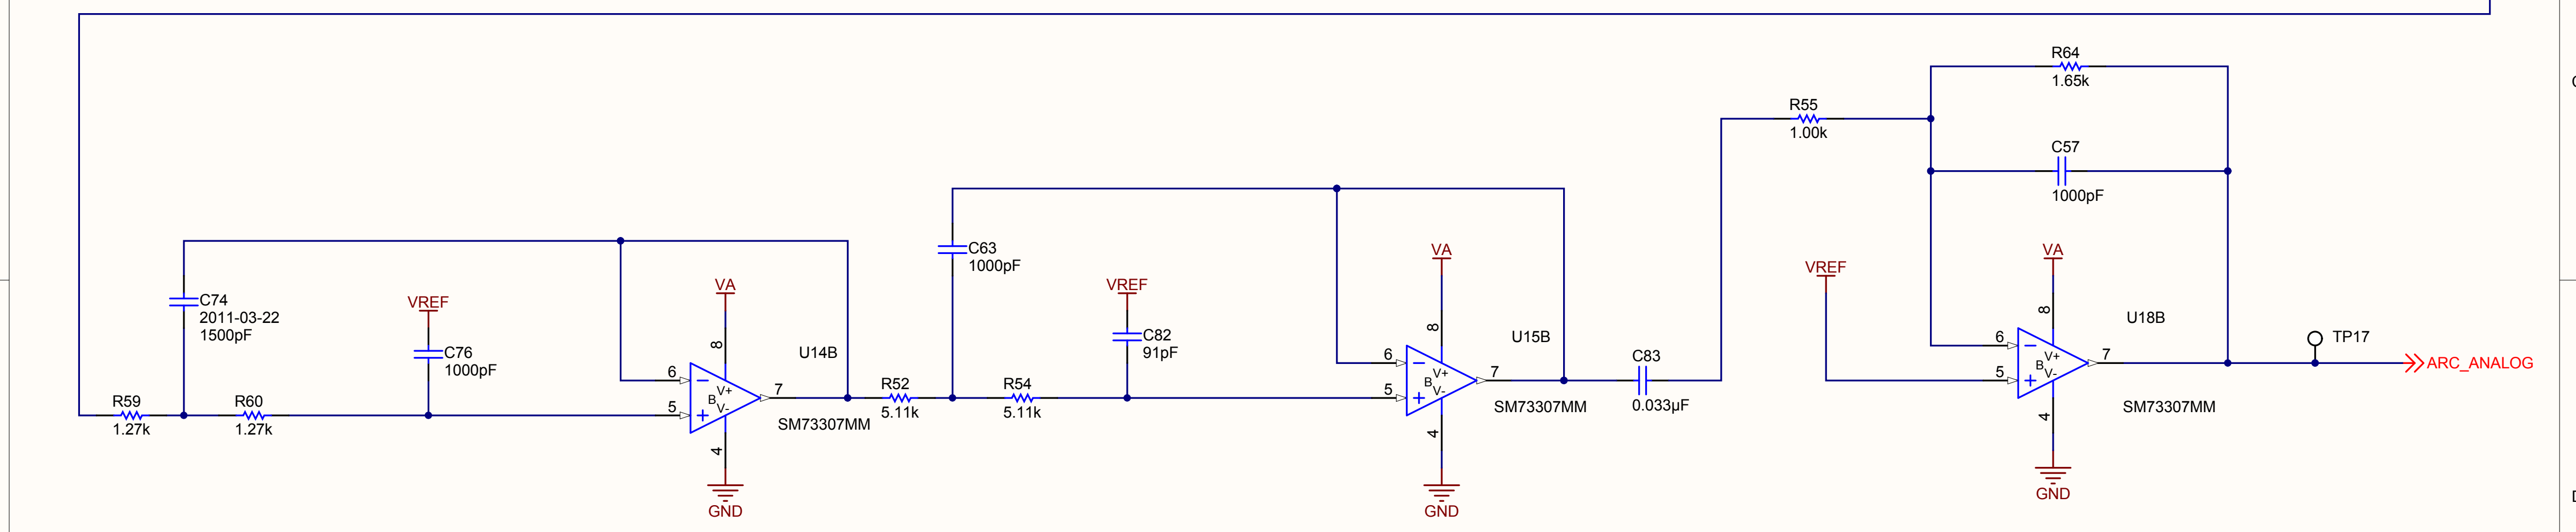 R64
1.65k
R55
1.00k
C57
1000pF
C63
1000pF
VA
VA
VREF
VA
VREF
VREF
C74
2011-03-22
1500pF
C76
1000pF
8
U14B
C82
91pF
8
U15B
8
U18B
TP17
6
7
V+
B
V-
5
SM73307MM
R59
1.27k
R60
1.27k
4
GND
R52
5.11k
R54
5.11k
6
7
V+
B
V-
5
SM73307MM
4
GND
C83
0.033µF
6
7
V+
B
V-
5
SM73307MM
4
GND
ARC_ANALOG